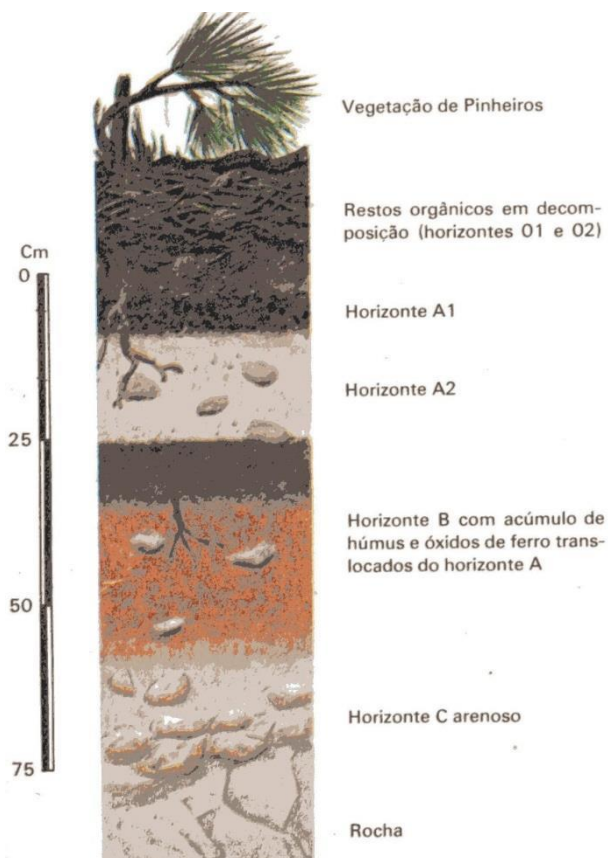 Vegetação de Pinheiros
Restos orgânicos em decom-
posição (horizontes 01 e 02)
Cm
0
Horizonte A1
Horizonte A2
25
Horizonte B com acúmulo de
húmus e óxidos de ferro trans-
locados do horizonte A
50
Horizonte C arenoso
75
Rocha